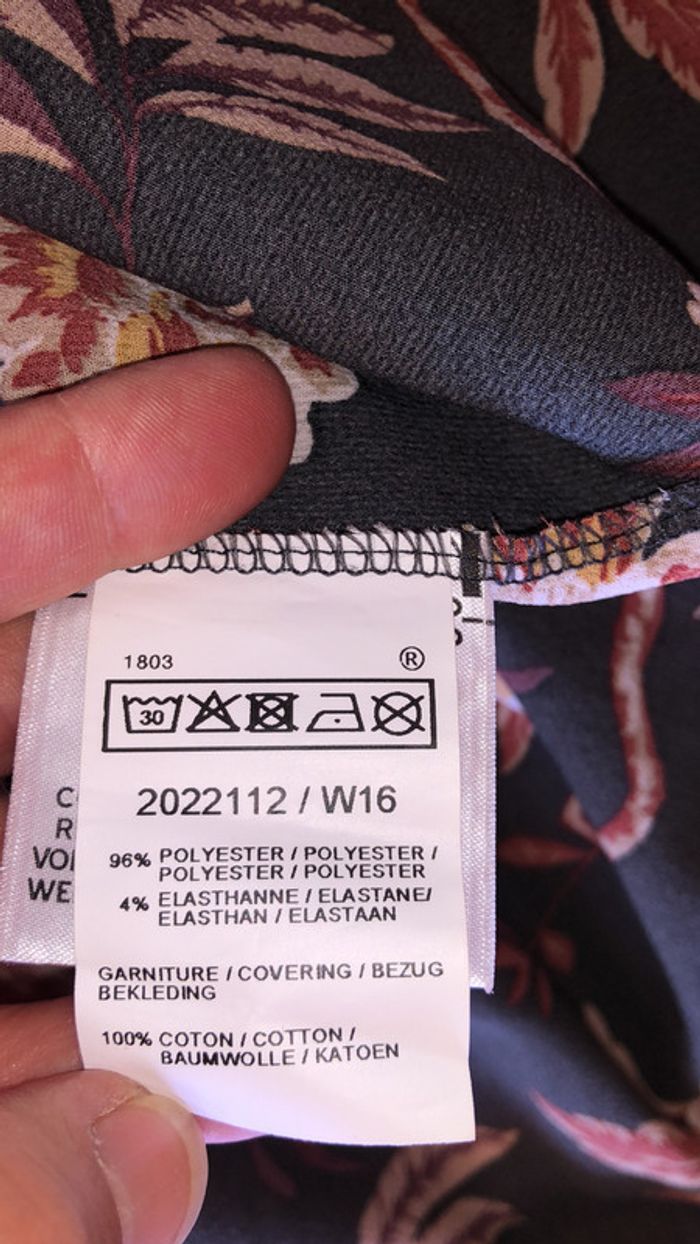 1803 ®
30
2022112 / W16
96% POLYESTER / POLYESTER /
POLYESTER / POLYESTER
4% ELASTHANNE / ELASTANE/
ELASTHAN / ELASTAAN
GARNITURE / COVERING / BEZUG
BEKLEDING
100% COTON / COTTON /
BAUMWOLLE / KATOEN